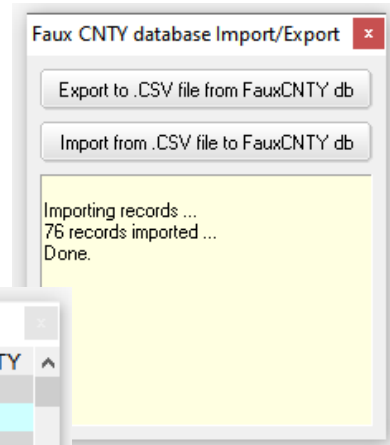 Faux CNTY database Import/Export
Export to .CSV file from FauxCNTY db
Import from .CSV file to FauxCNTY db
Importing records ...
76 records imported ...
Done.
TY